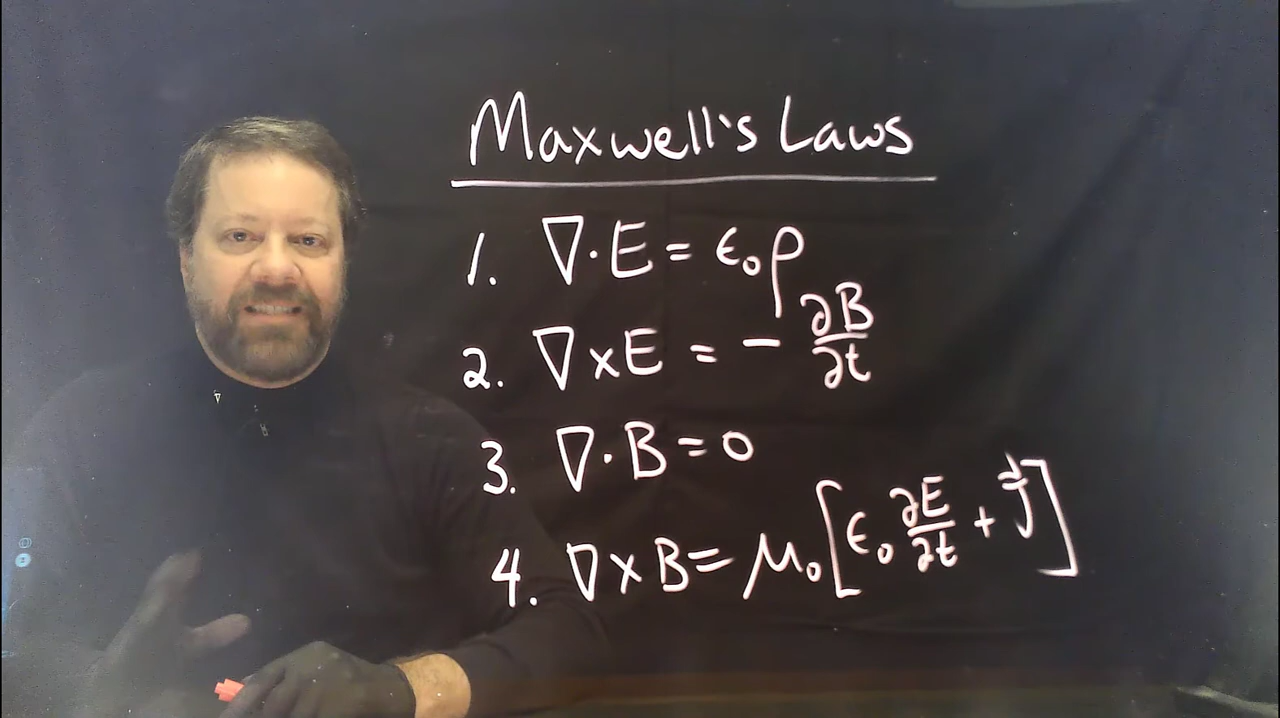 Maxwell's Laws
1. ∇·E = ϵ₀ρ
2. ∇×E = - ∂B/∂t
3. ∇·B = 0
4. ∇×B = μ₀[ϵ₀ ∂E/∂t + J⃗]